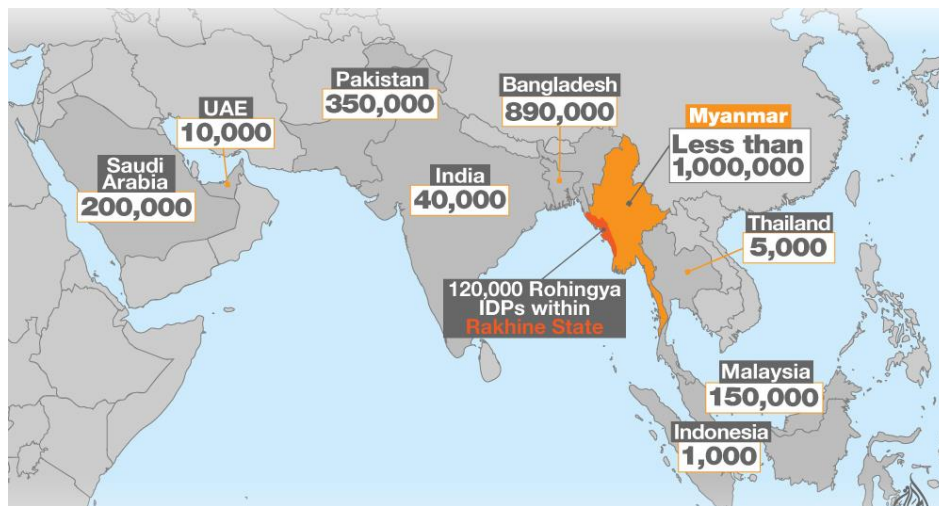 Pakistan
350,000
Bangladesh
890,000
UAE
10,000
Myanmar
Less than
1,000,000
Saudi
Arabia
200,000
India
40,000
Thailand
5,000
120,000 Rohingya
IDPs within
Rakhine State
Malaysia
150,000
Indonesia
1,000